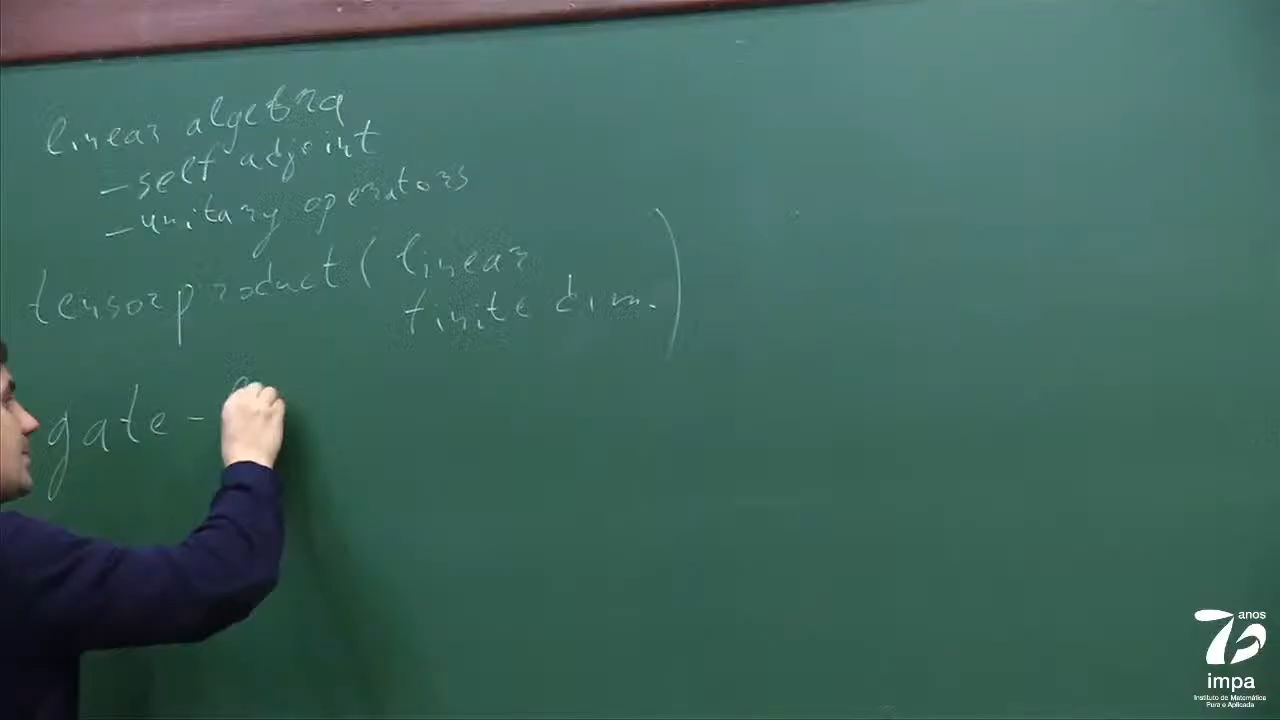 linear algebra
- self adjoint
- unitary operators
tensor product ( linear
finite dim. )
gate -
70 anos
impa
Instituto de Matemática
Pura e Aplicada